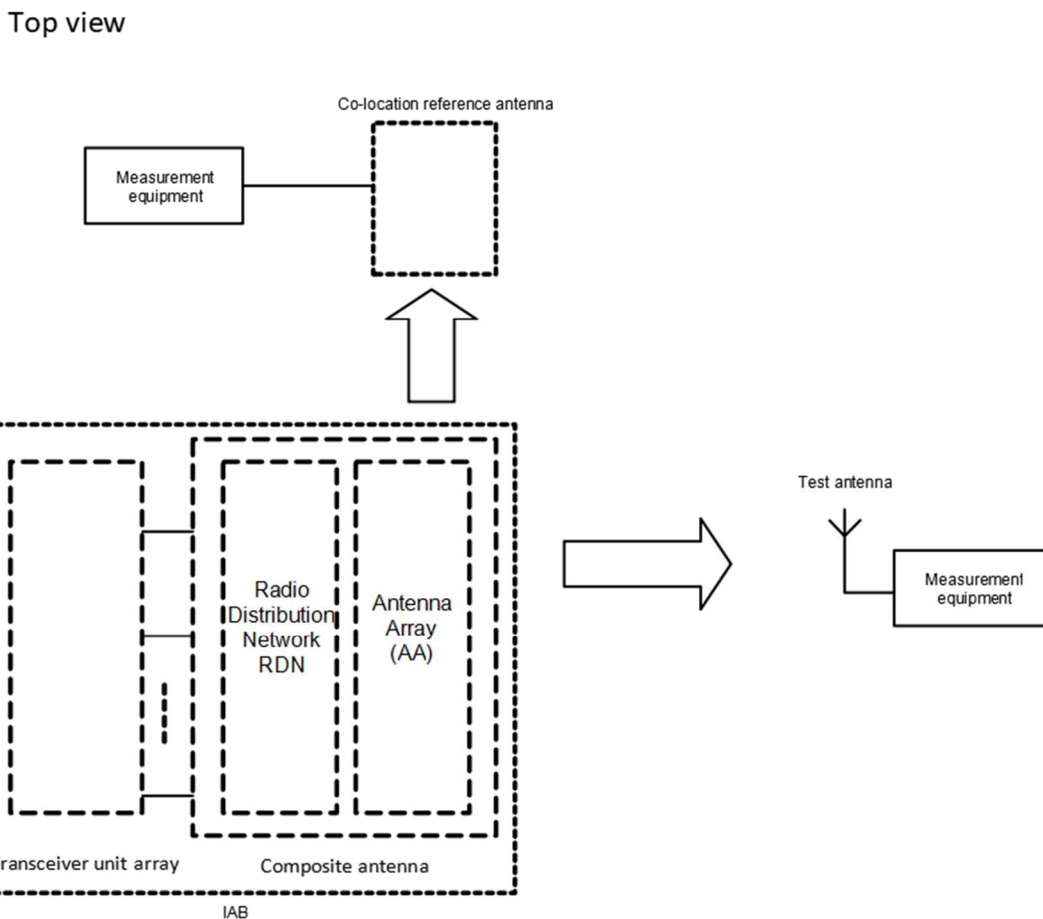 Top view
Co-location reference antenna
Measurement
equipment
Test antenna
Measurement
equipment
Radio
Distribution
Network
RDN
Antenna
Array
(AA)
ransceiver unit array
Composite antenna
IAB